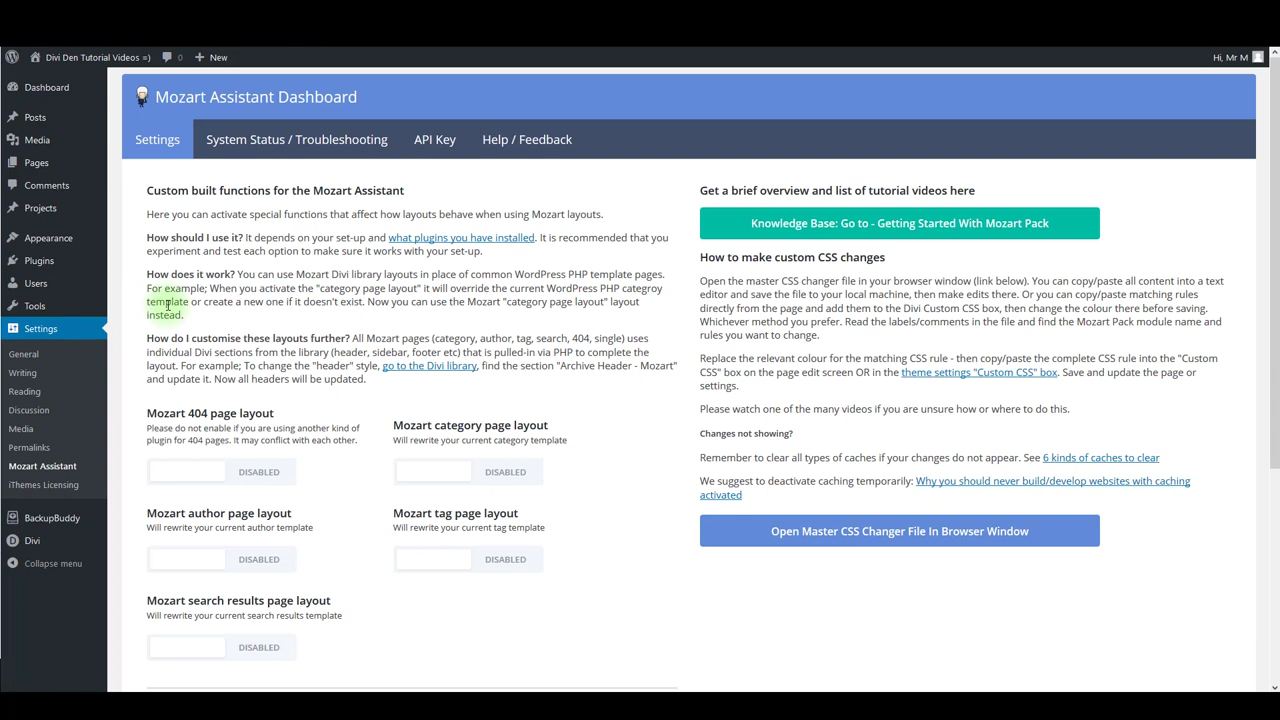 Divi Den Tutorial Videos =) 0 New Hi, Mr M
Dashboard
Posts
Media
Pages
Comments
Projects
Appearance
Plugins
Users
Tools
Settings
General
Writing
Reading
Discussion
Media
Permalinks
Mozart Assistant
iThemes Licensing
BackupBuddy
Divi
Collapse menu
Mozart Assistant Dashboard
Settings System Status / Troubleshooting API Key Help / Feedback
Custom built functions for the Mozart Assistant
Here you can activate special functions that affect how layouts behave when using Mozart layouts.
How should I use it? It depends on your set-up and what plugins you have installed. It is recommended that you
experiment and test each option to make sure it works with your set-up.
How does it work? You can use Mozart Divi library layouts in place of common WordPress PHP template pages.
For example; When you activate the "category page layout" it will override the current WordPress PHP categroy
template or create a new one if it doesn't exist. Now you can use the Mozart "category page layout" layout
instead.
How do I customise these layouts further? All Mozart pages (category, author, tag, search, 404, single) uses
individual Divi sections from the library (header, sidebar, footer etc) that is pulled-in via PHP to complete the
layout. For example; To change the "header" style, go to the Divi library, find the section "Archive Header - Mozart"
and update it. Now all headers will be updated.
Mozart 404 page layout
Please do not enable if you are using another kind of
plugin for 404 pages. It may conflict with each other.
DISABLED
Mozart category page layout
Will rewrite your current category template
DISABLED
Mozart author page layout
Will rewrite your current author template
DISABLED
Mozart tag page layout
Will rewrite your current tag template
DISABLED
Mozart search results page layout
Will rewrite your current search results template
DISABLED
Get a brief overview and list of tutorial videos here
Knowledge Base: Go to - Getting Started With Mozart Pack
How to make custom CSS changes
Open the master CSS changer file in your browser window (link below). You can copy/paste all content into a text
editor and save the file to your local machine, then make edits there. Or you can copy/paste matching rules
directly from the page and add them to the Divi Custom CSS box, then change the colour there before saving.
Whichever method you prefer. Read the labels/comments in the file and find the Mozart Pack module name and
rules you want to change.
Replace the relevant colour for the matching CSS rule - then copy/paste the complete CSS rule into the "Custom
CSS" box on the page edit screen OR in the theme settings "Custom CSS" box. Save and update the page or
settings.
Please watch one of the many videos if you are unsure how or where to do this.
Changes not showing?
Remember to clear all types of caches if your changes do not appear. See 6 kinds of caches to clear
We suggest to deactivate caching temporarily: Why you should never build/develop websites with caching
activated
Open Master CSS Changer File In Browser Window